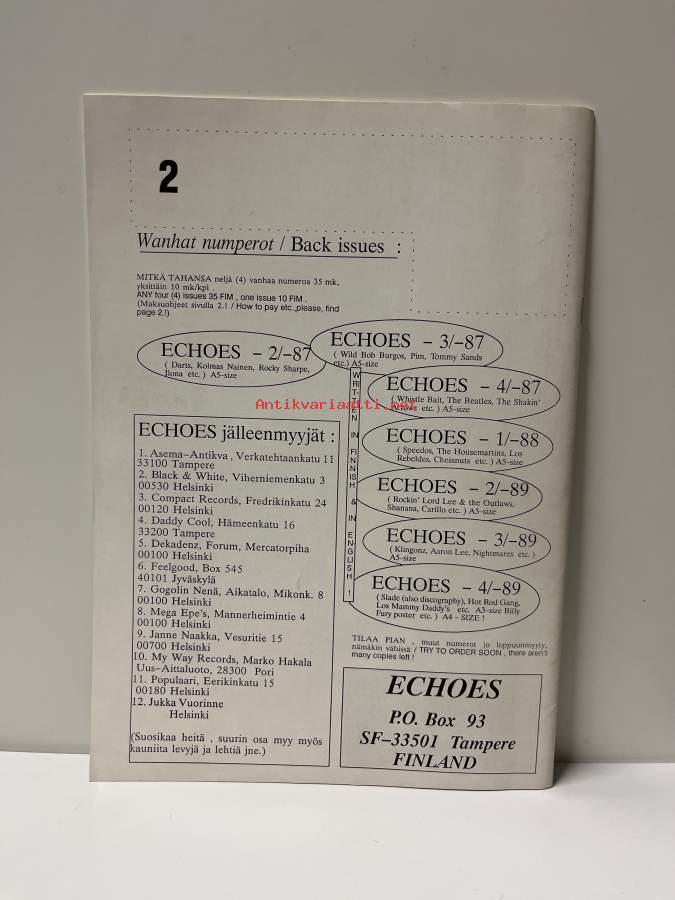 2
Wanhat numperot / Back issues :
MITKÄ TAHANSA neljä (4) vanhaa numeroa 35 mk,
yksittäin 10 mk/kpl .
ANY four (4) issues 35 FIM , one issue 10 FIM .
(Maksuohjeet sivulla 2.! / How to pay etc.,please, find
page 2.!)
ECHOES - 2/-87
( Darts, Kolmas Nainen, Rocky Sharpe,
Ilona etc. ) A5-size
ECHOES - 3/-87
( Wild Bob Burgos, Pim, Tommy Sands
etc.) A5-size
ECHOES - 4/-87
( Whistle Bait, The Beatles, The Shakin'
Arrows etc. ) A5-size
ECHOES - 1/-88
( Speedos, The Housemartins, Los
Rebeldes, Chessnuts etc. ) A5-size
ECHOES - 2/-89
( Rockin' Lord Lee & the Outlaws,
Shanana, Carillo etc. ) A5-size
ECHOES - 3/-89
( Klingonz, Aaron Lee, Nightmares etc. )
A5-size
ECHOES - 4/-89
( Slade (also discography), Hot Rod Gang,
Los Mammy Daddy's etc. A3-size Billy
Fury poster etc. ) A4 - SIZE !
WRITTEN IN FINNISH & IN ENGLISH !
Antikvariaatti.net
ECHOES jälleenmyyjät :
1. Asema-Antikva , Verkatehtaankatu 11
33100 Tampere
2. Black & White, Viherniemenkatu 3
00530 Helsinki
3. Compact Records, Fredrikinkatu 24
00120 Helsinki
4. Daddy Cool, Hämeenkatu 16
33200 Tampere
5. Dekadenz, Forum, Mercatorpiha
00100 Helsinki
6. Feelgood, Box 545
40101 Jyväskylä
7. Gogolin Nenä, Aikatalo, Mikonk. 8
00100 Helsinki
8. Mega Epe's, Mannerheimintie 4
00100 Helsinki
9. Janne Naakka, Vesuritie 15
00700 Helsinki
10. My Way Records, Marko Hakala
Uus-Aittaluoto, 28300 Pori
11. Populaari, Eerikinkatu 15
00180 Helsinki
12. Jukka Vuorinne
Helsinki
(Suosikaa heitä , suurin osa myy myös
kauniita levyjä ja lehtiä jne.)
TILAA PIAN , muut numerot jo loppuunmyyty,
nämäkin vähissä / TRY TO ORDER SOON , there aren't
many copies left !
ECHOES
P.O. Box 93
SF-33501 Tampere
FINLAND